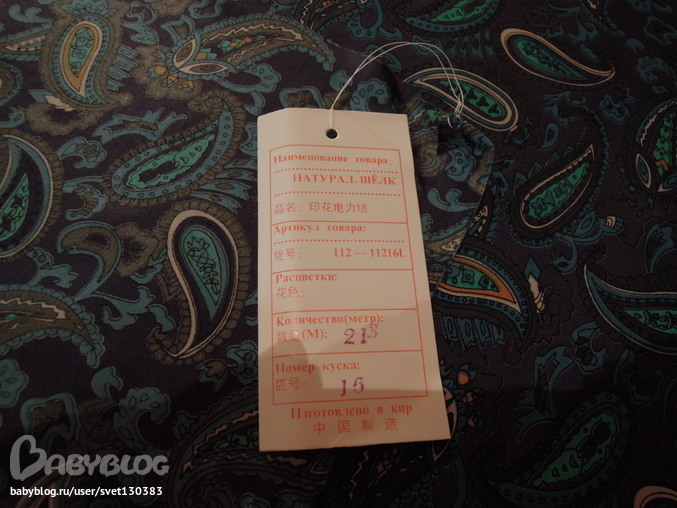 Наименование товара:
НАТУРАЛ. ШЁЛК
品名: 印花电力纺
Артикул товара:
货号: 112—11216L
Расцветки:
花色:
Количество(метр):
数量(М): 21⁸
Номер куска:
匹号: 16
Изготовлено в кнр
中国制造
BABYBLOG
babyblog.ru/user/svet130383